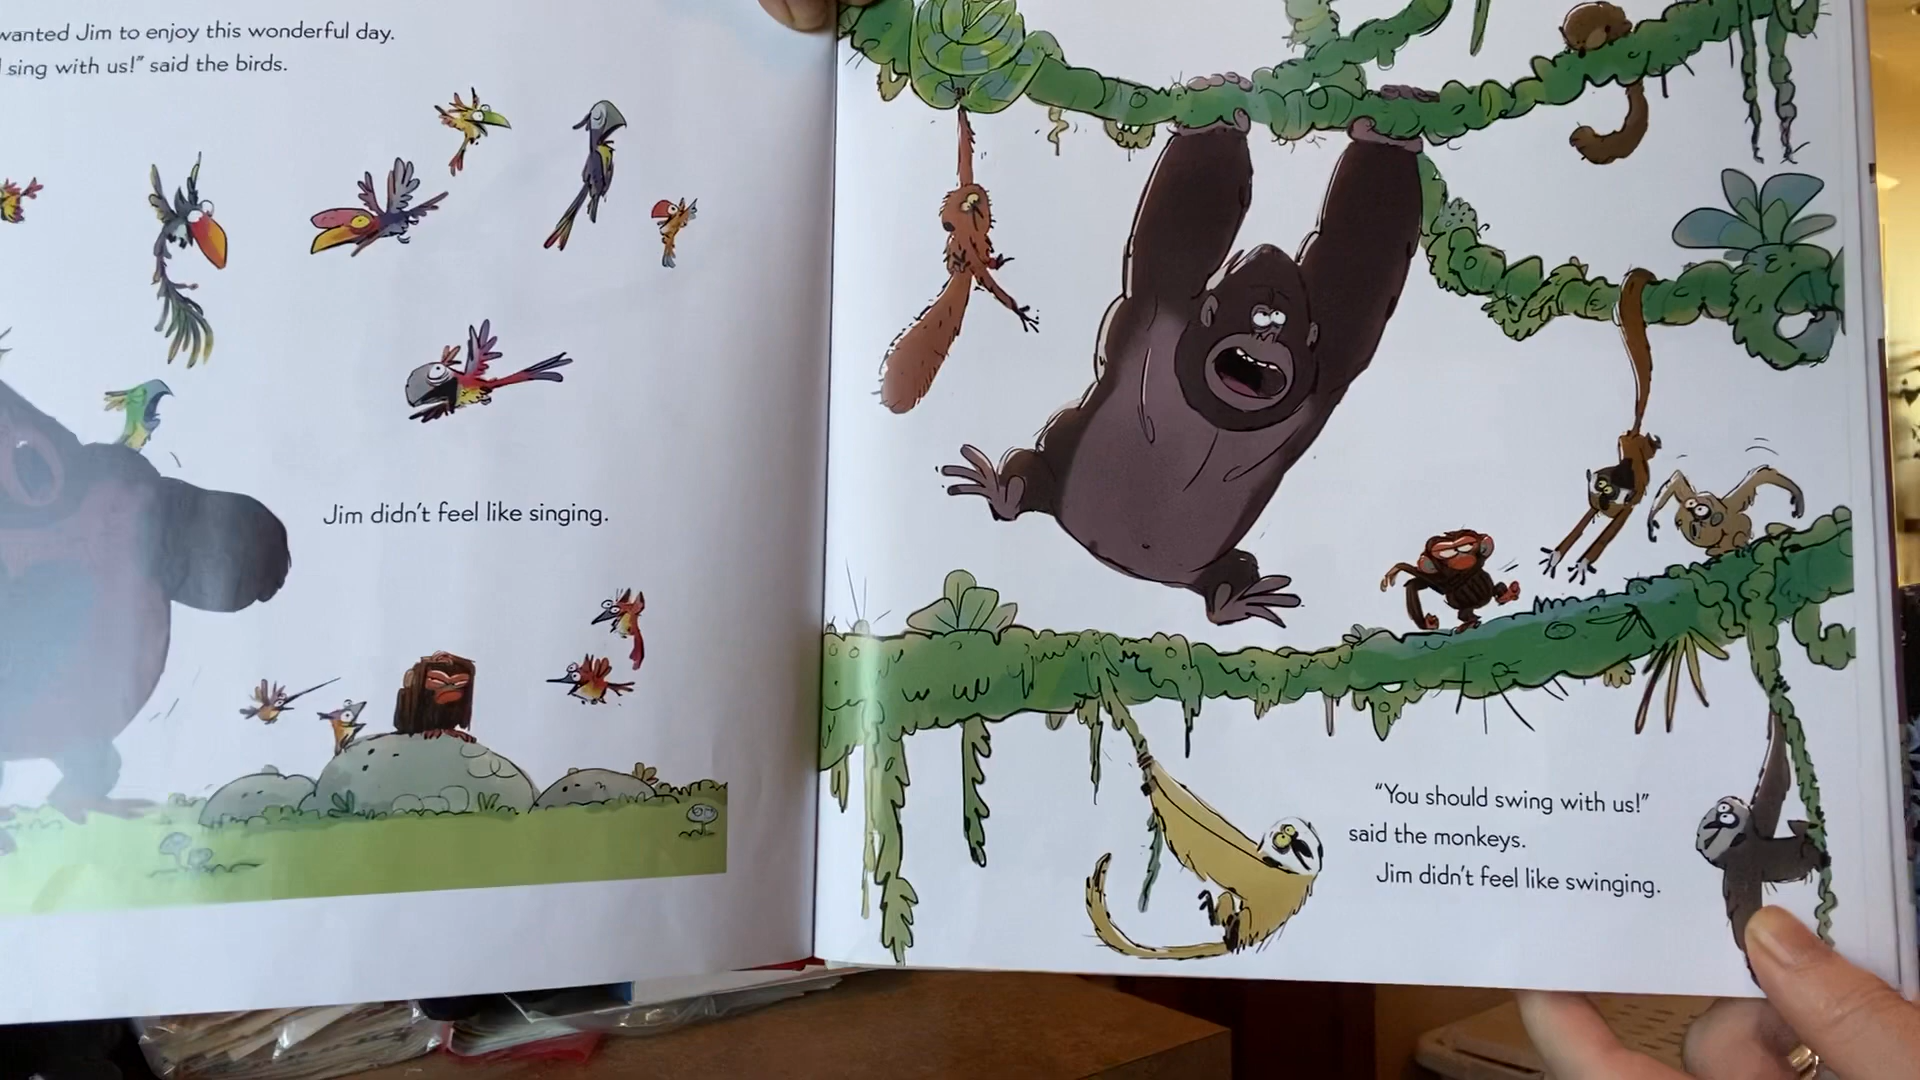 wanted Jim to enjoy this wonderful day.
sing with us!” said the birds.
Jim didn’t feel like singing.
“You should swing with us!”
said the monkeys.
Jim didn’t feel like swinging.